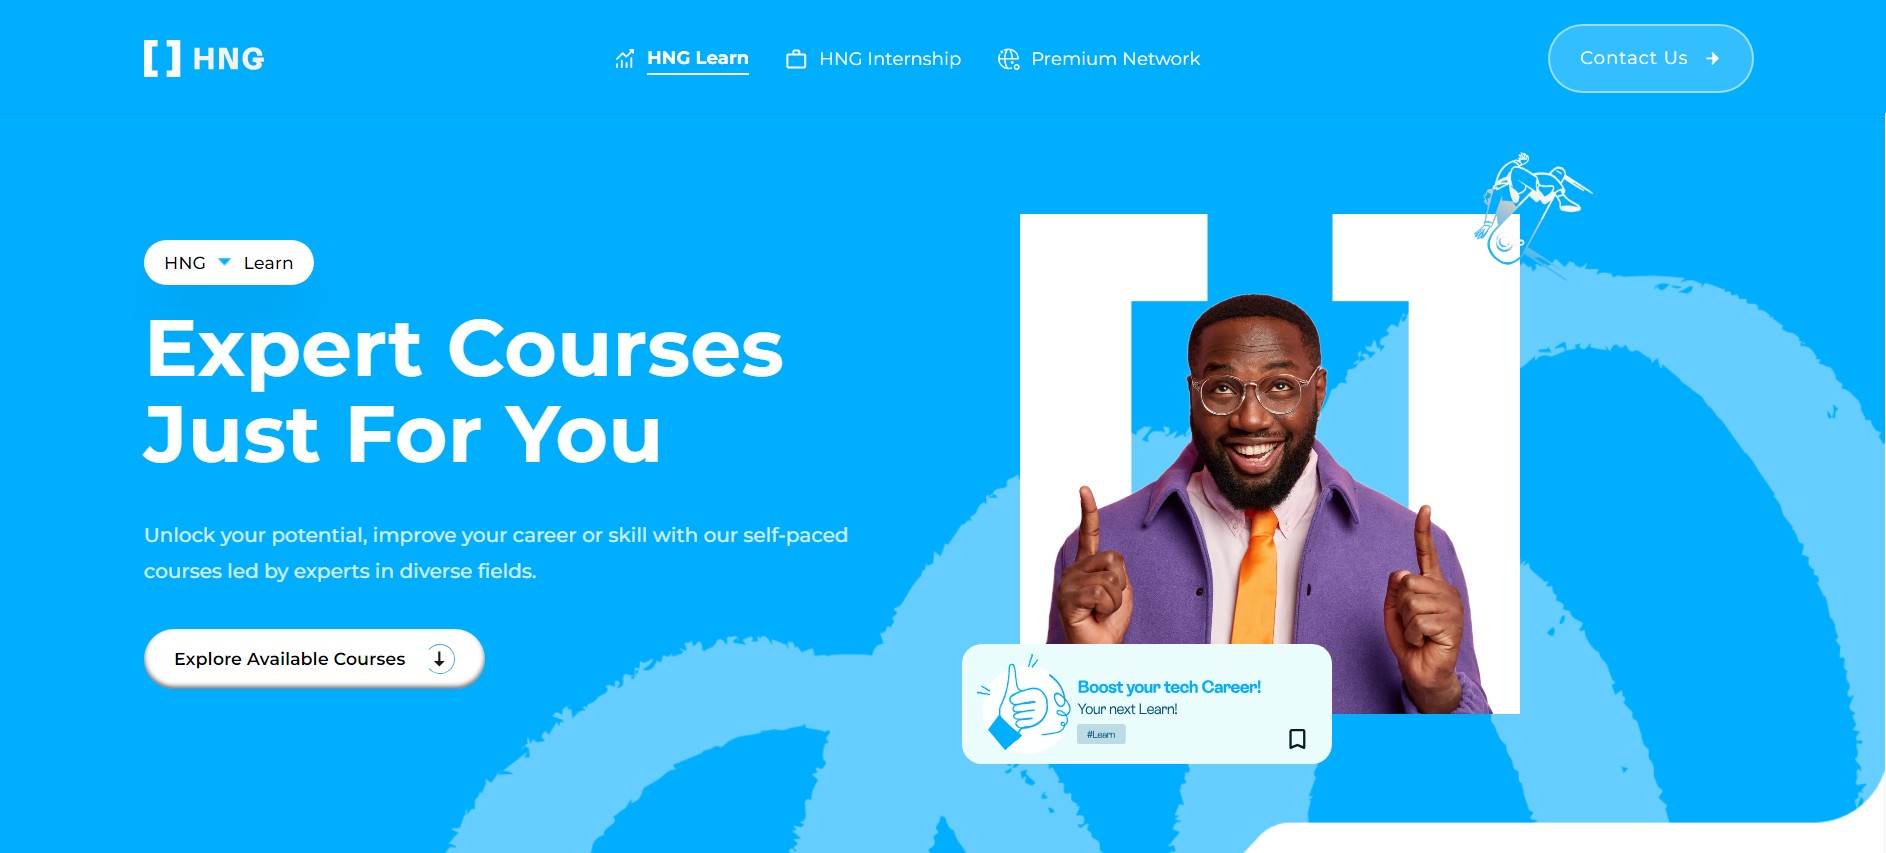 HNG
HNG Learn
HNG Internship
Premium Network
Contact Us
HNG Learn
Expert Courses
Just For You
Unlock your potential, improve your career or skill with our self-paced
courses led by experts in diverse fields.
Explore Available Courses
Boost your tech Career!
Your next Learn!
#Learn